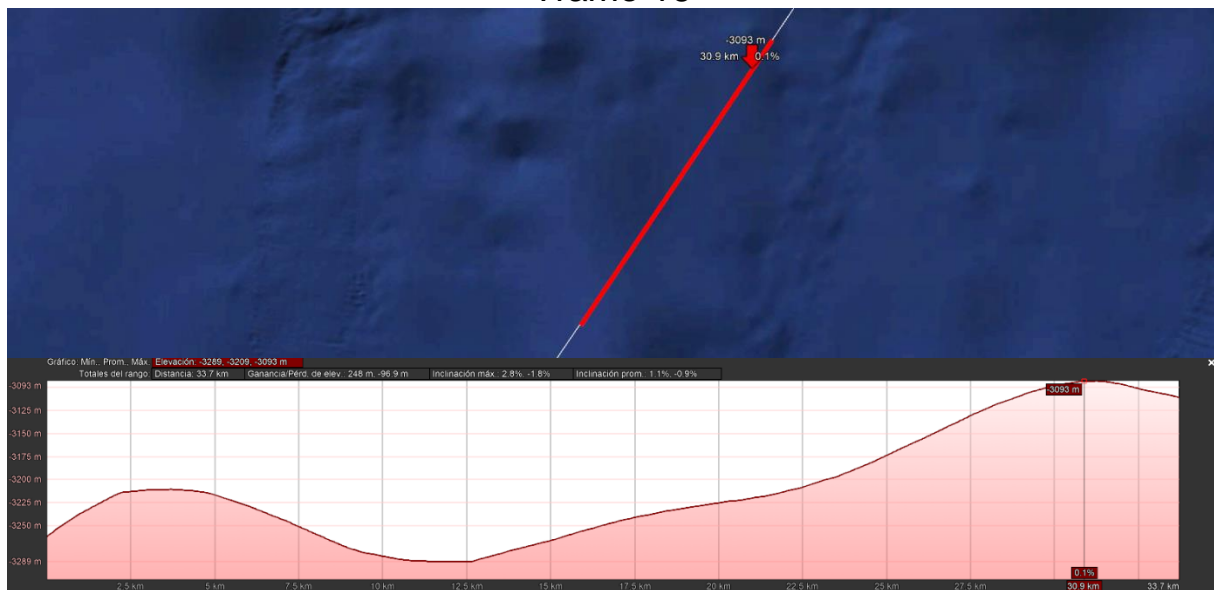 -3093 m
30.9 km 0.1%
Gráfico: Mín., Prom., Máx. Elevación: -3289, -3209, -3093 m
Totales del rango: Distancia: 33.7 km Ganancia/Pérd. de elev.: 248 m, -96.9 m Inclinación máx.: 2.8%, -1.8% Inclinación prom.: 1.1%, -0.9%
-3093 m
-3093 m
-3125 m
-3150 m
-3175 m
-3200 m
-3225 m
-3250 m
-3289 m
0.1%
2.5 km 5 km 7.5 km 10 km 12.5 km 15 km 17.5 km 20 km 22.5 km 25 km 27.5 km 30.9 km 33.7 km